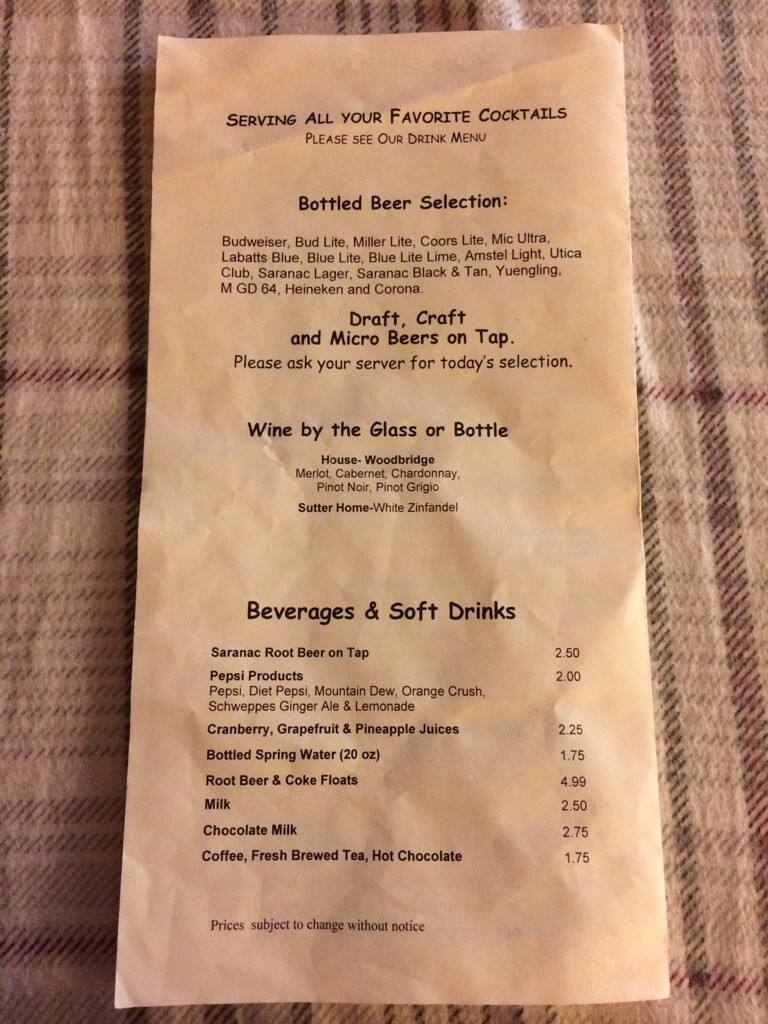 SERVING ALL YOUR FAVORITE COCKTAILS
PLEASE SEE OUR DRINK MENU
Bottled Beer Selection:
Budweiser, Bud Lite, Miller Lite, Coors Lite, Mic Ultra,
Labatts Blue, Blue Lite, Blue Lite Lime, Amstel Light, Utica
Club, Saranac Lager, Saranac Black & Tan, Yuengling,
M GD 64, Heineken and Corona.
Draft, Craft
and Micro Beers on Tap.
Please ask your server for today's selection.
Wine by the Glass or Bottle
House- Woodbridge
Merlot, Cabernet, Chardonnay,
Pinot Noir, Pinot Grigio
Sutter Home-White Zinfandel
Beverages & Soft Drinks
Saranac Root Beer on Tap 2.50
Pepsi Products 2.00
Pepsi, Diet Pepsi, Mountain Dew, Orange Crush,
Schweppes Ginger Ale & Lemonade
Cranberry, Grapefruit & Pineapple Juices 2.25
Bottled Spring Water (20 oz) 1.75
Root Beer & Coke Floats 4.99
Milk 2.50
Chocolate Milk 2.75
Coffee, Fresh Brewed Tea, Hot Chocolate 1.75
Prices subject to change without notice